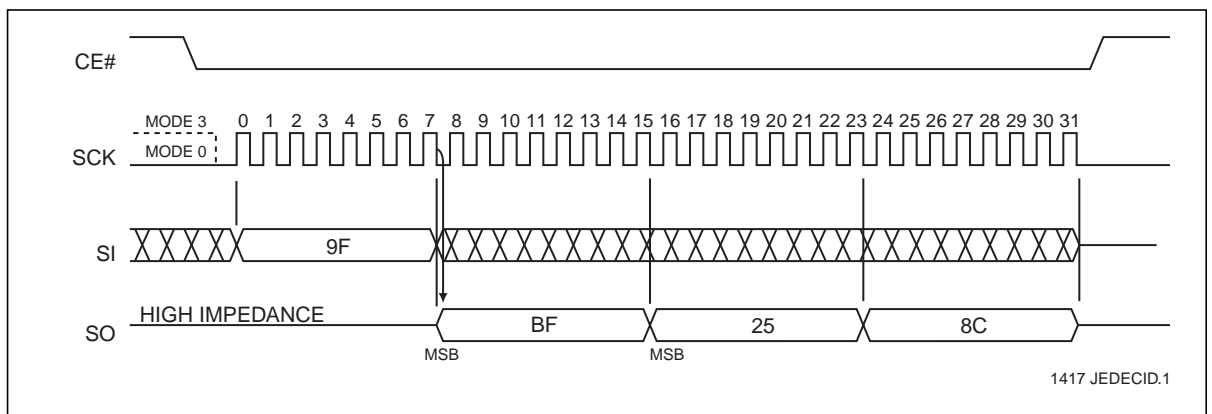 CE#
MODE 3
0 1 2 3 4 5 6 7 8 9 10 11 12 13 14 15 16 17 18 19 20 21 22 23 24 25 26 27 28 29 30 31
SCK
MODE 0
SI
9F
HIGH IMPEDANCE
SO
BF
25
8C
MSB
MSB
1417 JEDECID.1